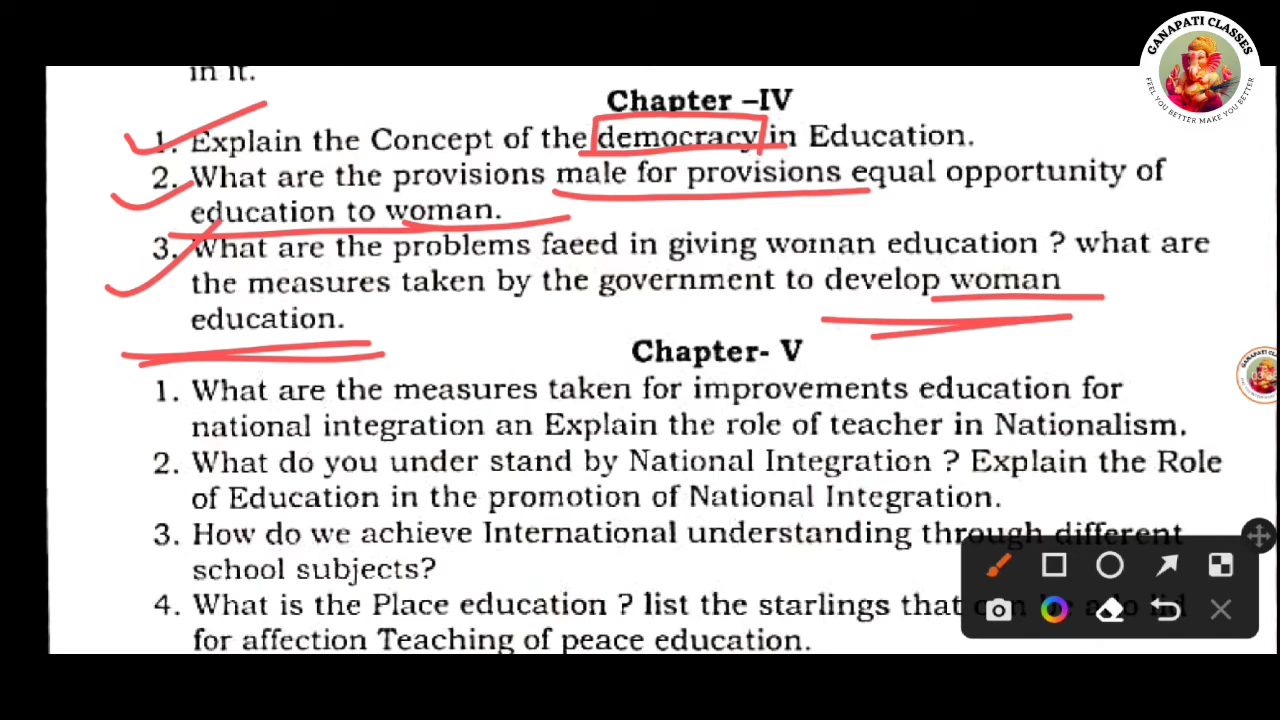 GANAPATI CLASSES
FEEL YOU BETTER MAKE YOU BETTER
in it.
Chapter –IV
1. Explain the Concept of the democracy in Education.
2. What are the provisions male for provisions equal opportunity of
education to woman.
3. What are the problems faeed in giving woman education ? what are
the measures taken by the government to develop woman
education.
Chapter- V
1. What are the measures taken for improvements education for
national integration an Explain the role of teacher in Nationalism.
2. What do you under stand by National Integration ? Explain the Role
of Education in the promotion of National Integration.
3. How do we achieve International understanding through different
school subjects?
4. What is the Place education ? list the starlings that can be
for affection Teaching of peace education.